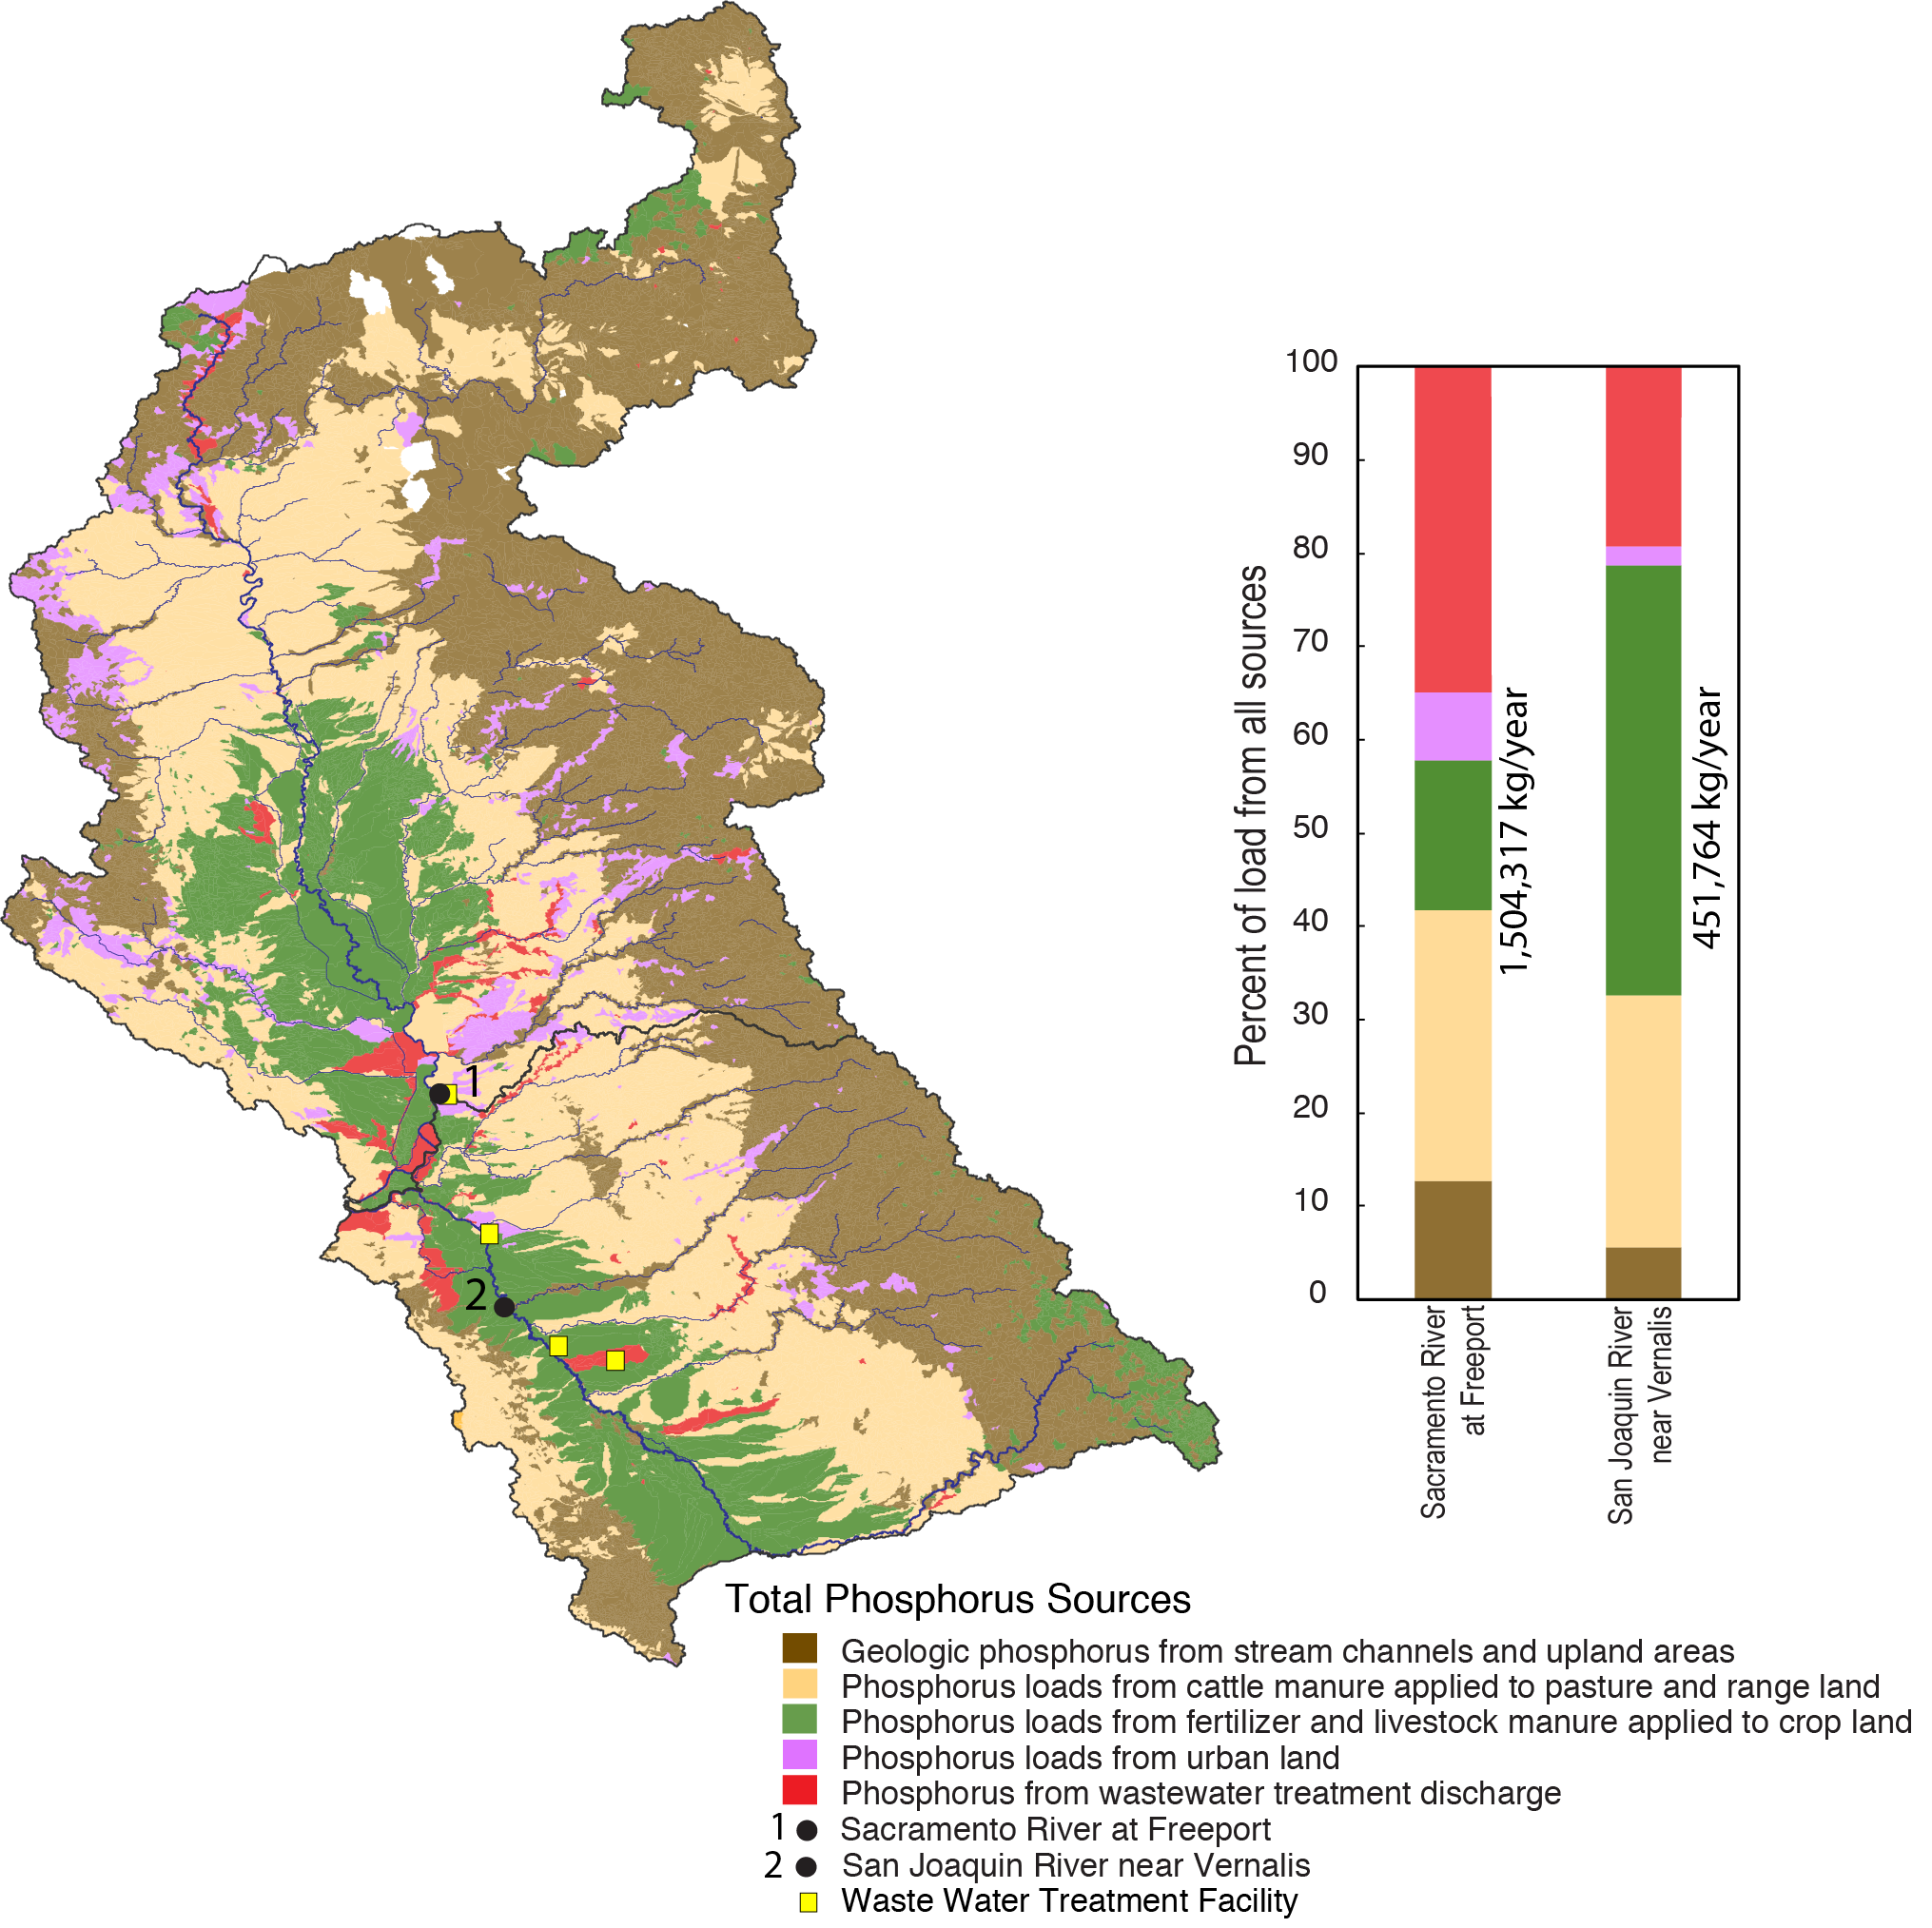 1
2
Percent of load from all sources
100
90
80
70
60
50
40
30
20
10
0
1,504,317 kg/year
451,764 kg/year
Sacramento River
at Freeport
San Joaquin River
near Vernalis
Total Phosphorus Sources
Geologic phosphorus from stream channels and upland areas
Phosphorus loads from cattle manure applied to pasture and range land
Phosphorus loads from fertilizer and livestock manure applied to crop land
Phosphorus loads from urban land
Phosphorus from wastewater treatment discharge
1 Sacramento River at Freeport
2 San Joaquin River near Vernalis
Waste Water Treatment Facility